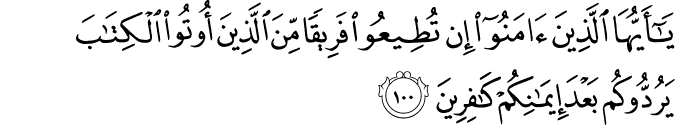 يَـٰٓأَيُّهَا ٱلَّذِينَ ءَامَنُوٓا۟ إِن تُطِيعُوا۟ فَرِيقًا مِّنَ ٱلَّذِينَ أُوتُوا۟ ٱلْكِتَـٰبَ
يَرُدُّوكُم بَعْدَ إِيمَـٰنِكُمْ كَـٰفِرِينَ ١٠٠